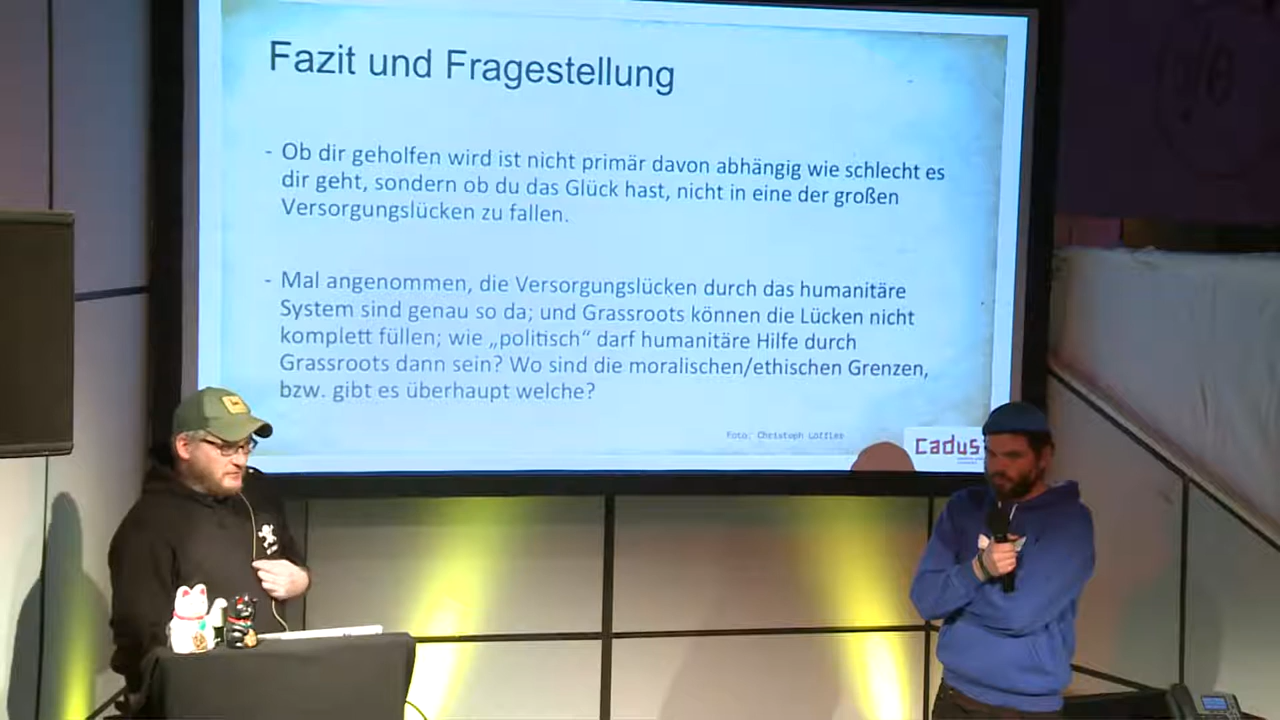 Fazit und Fragestellung
- Ob dir geholfen wird ist nicht primär davon abhängig wie schlecht es
dir geht, sondern ob du das Glück hast, nicht in eine der großen
Versorgungslücken zu fallen.
- Mal angenommen, die Versorgungslücken durch das humanitäre
System sind genau so da; und Grassroots können die Lücken nicht
komplett füllen; wie „politisch“ darf humanitäre Hilfe durch
Grassroots dann sein? Wo sind die moralischen/ethischen Grenzen,
bzw. gibt es überhaupt welche?
Foto: Christoph Löffler
Cadus